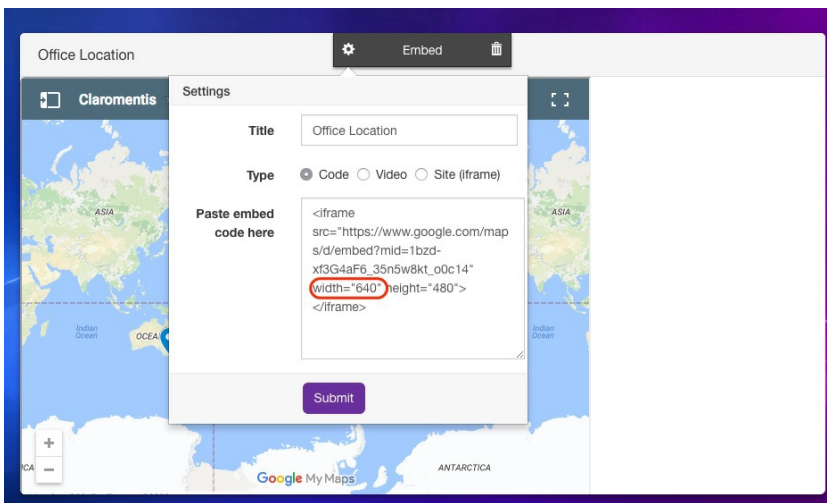 Office Location
Embed
Claromentis
Settings
Title
Office Location
Type
Code
Video
Site (iframe)
Paste embed
code here
<iframe
src="https://www.google.com/map
s/d/embed?mid=1bzd-
xf3G4aF6_35n5w8kt_o0c14"
width="640" height="480">
</iframe>
Submit
ASIA
ASIA
Indian
Ocean
OCEA
Indian
Ocean
+
−
ICA
Google My Maps
ANTARCTICA